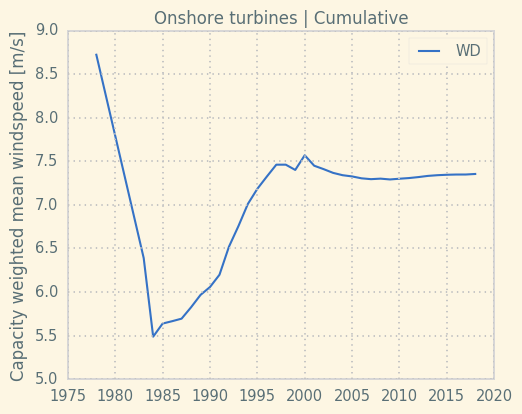 Onshore turbines | Cumulative
Capacity weighted mean windspeed [m/s]
9.0
8.5
8.0
7.5
7.0
6.5
6.0
5.5
5.0
WD
1975 1980 1985 1990 1995 2000 2005 2010 2015 2020